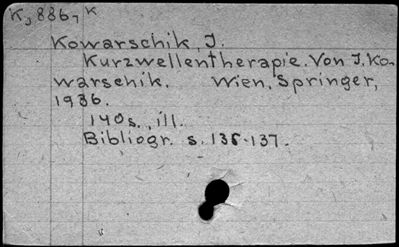 K, 886, K
Kowarschik, J.
Kurzwellentherapie. Von J. Ko-
warschik. Wien, Springer,
1936.
140 s., ill.
Bibliogr. s. 135-137.